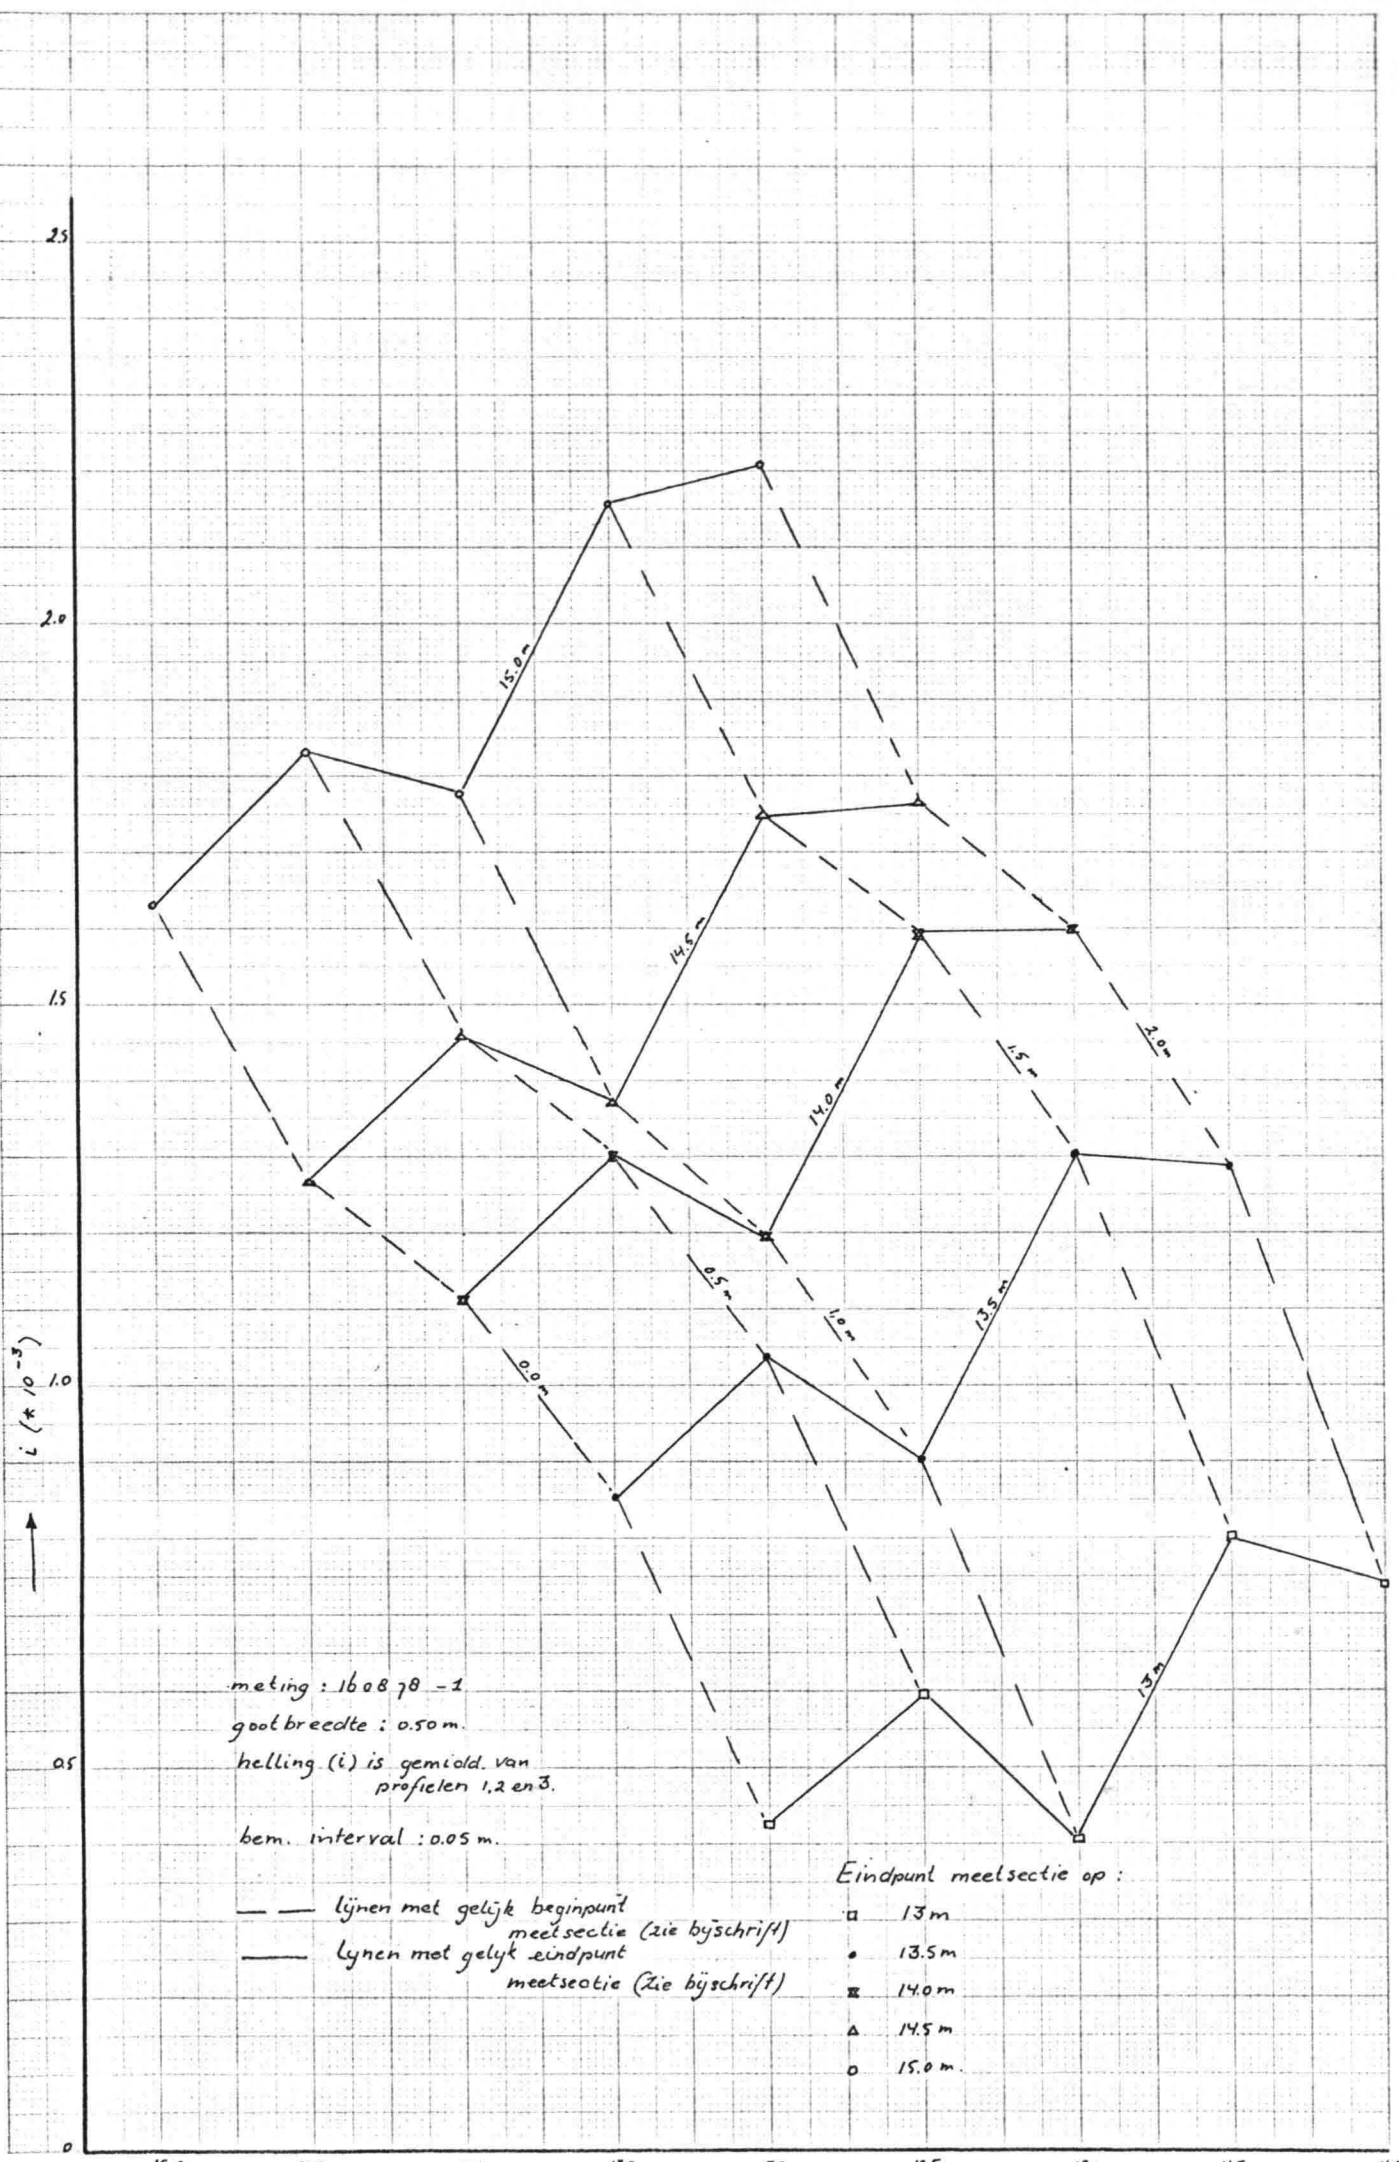 2.5
2.0
1.5
1.0
0.5
0
i (* 10⁻³)
15.0 m
14.5 m
14.0 m
13.5 m
13 m
0.0 m
0.5 m
1.0 m
1.5 m
2.0 m
meting : 160878 - 1
gootbreedte : 0.50 m.
helling (i) is gemidd. van
profielen 1,2 en 3.
bem. interval : 0.05 m.
lijnen met gelijk beginpunt
meetsectie (zie bijschrift)
lijnen met gelijk eindpunt
meetsectie (zie bijschrift)
Eindpunt meetsectie op :
13 m
13.5 m
14.0 m
14.5 m
15.0 m.